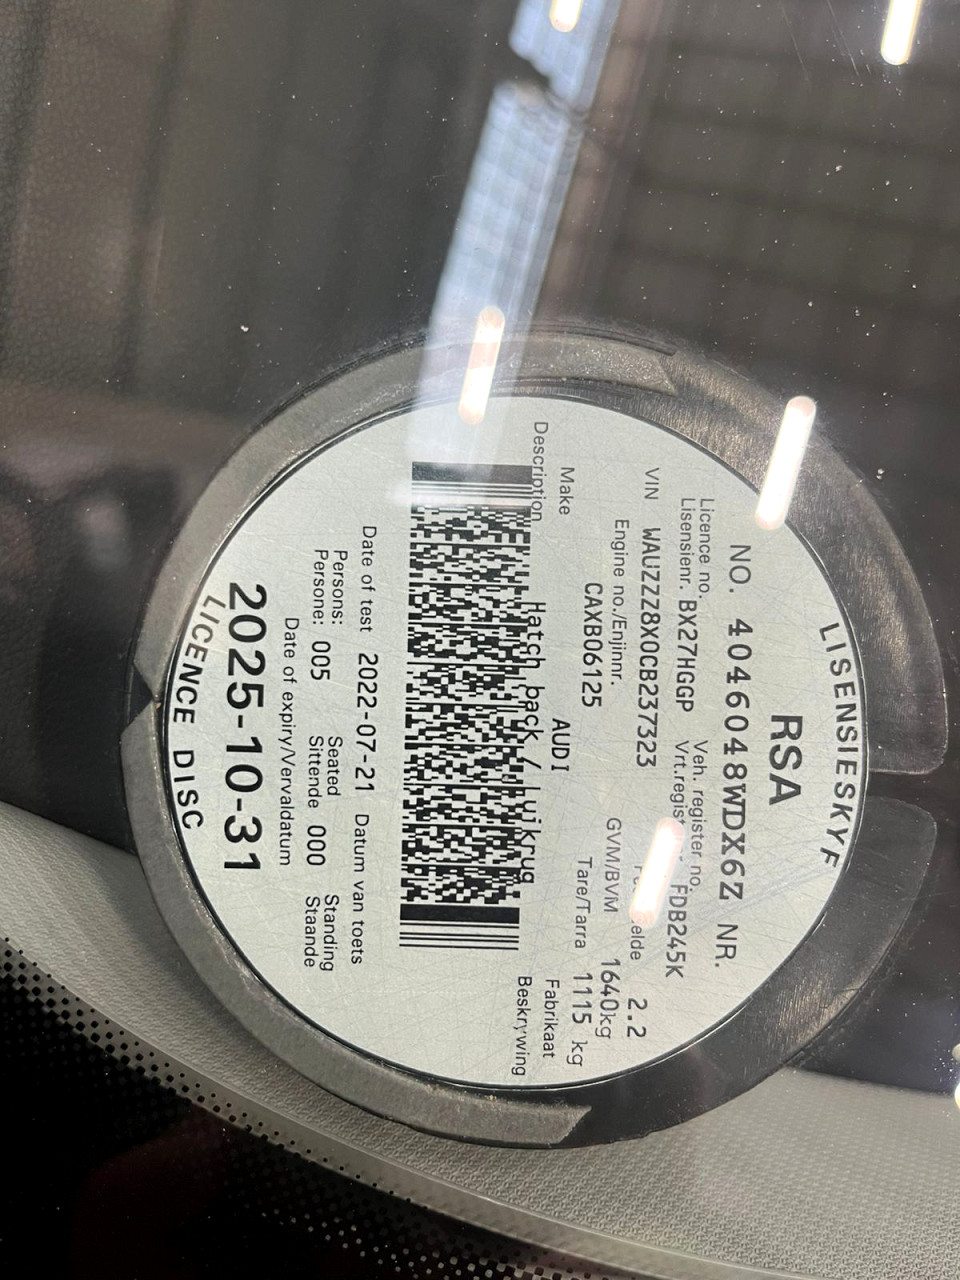 LISENSIESKYF
RSA
NO. 4046048WDX6Z NR.
Licence no. Veh. register no.
Lisensienr. BX27HGGP FDB245K
VIN WAUZZZ8X0CB237323 2.2
Engine no./Enjinnr. GVM/BVM 1640kg
CAXB06125 Tare/Tarra 1115 kg
Make AUDI Fabrikaat
Description Hatch back / Luikrug Beskrywing
Date of test 2022-07-21 Datum van toets
Persons: Seated Standing
Persone: 005 Sittende 000 Staande
Date of expiry/Vervaldatum
2025-10-31
LICENCE DISC